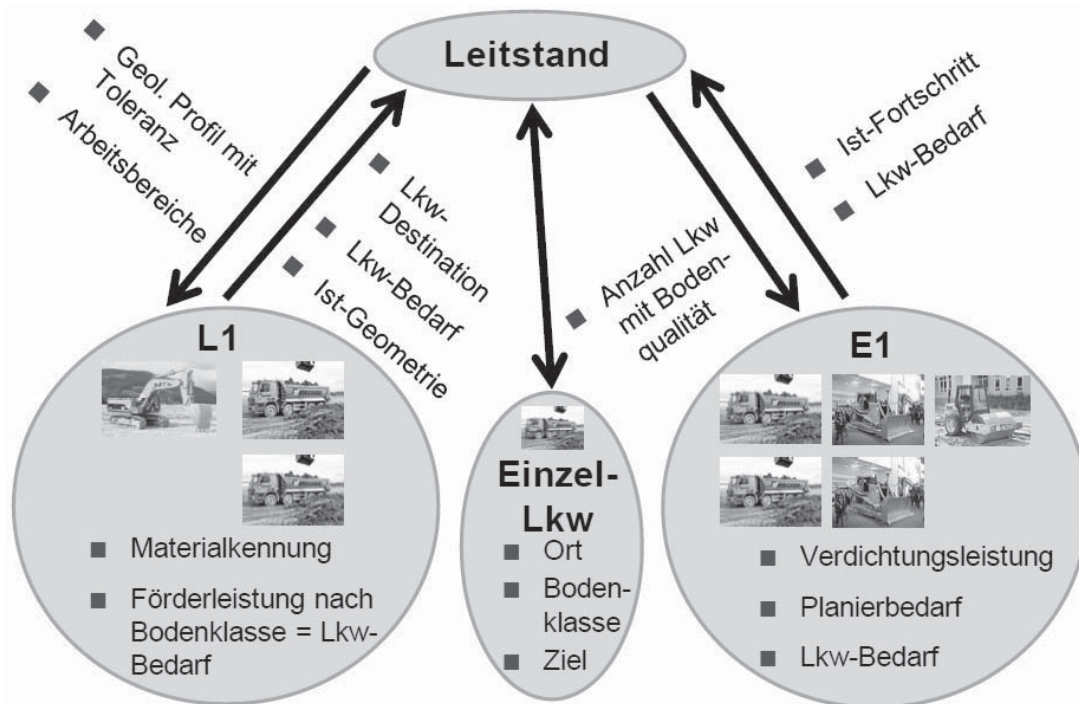 Leitstand
Geol. Profil mit
Toleranz
Arbeitsbereiche
Lkw-
Destination
Lkw-Bedarf
Ist-Geometrie
Anzahl Lkw
mit Boden-
qualität
Ist-Fortschritt
Lkw-Bedarf
L1
Materialkennung
Förderleistung nach
Bodenklasse = Lkw-
Bedarf
Einzel-
Lkw
Ort
Boden-
klasse
Ziel
E1
Verdichtungsleistung
Planierbedarf
Lkw-Bedarf